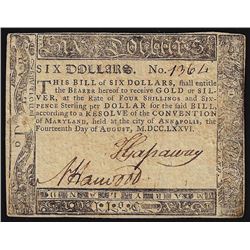 SIX DOLLARS.
SIX DOLLARS. No. 1364
THIS BILL OF SIX DOLLARS, shall entitle
the BEARER hereof to receive GOLD or SIL-
VER, at the Rate of FOUR SHILLINGS and SIX-
PENCE Sterling per DOLLAR for the said BILL
according to a RESOLVE of the CONVENTION
of MARYLAND, held at the City of ANNAPOLIS, the
Fourteenth Day of AUGUST, M,DCC,LXXVI.